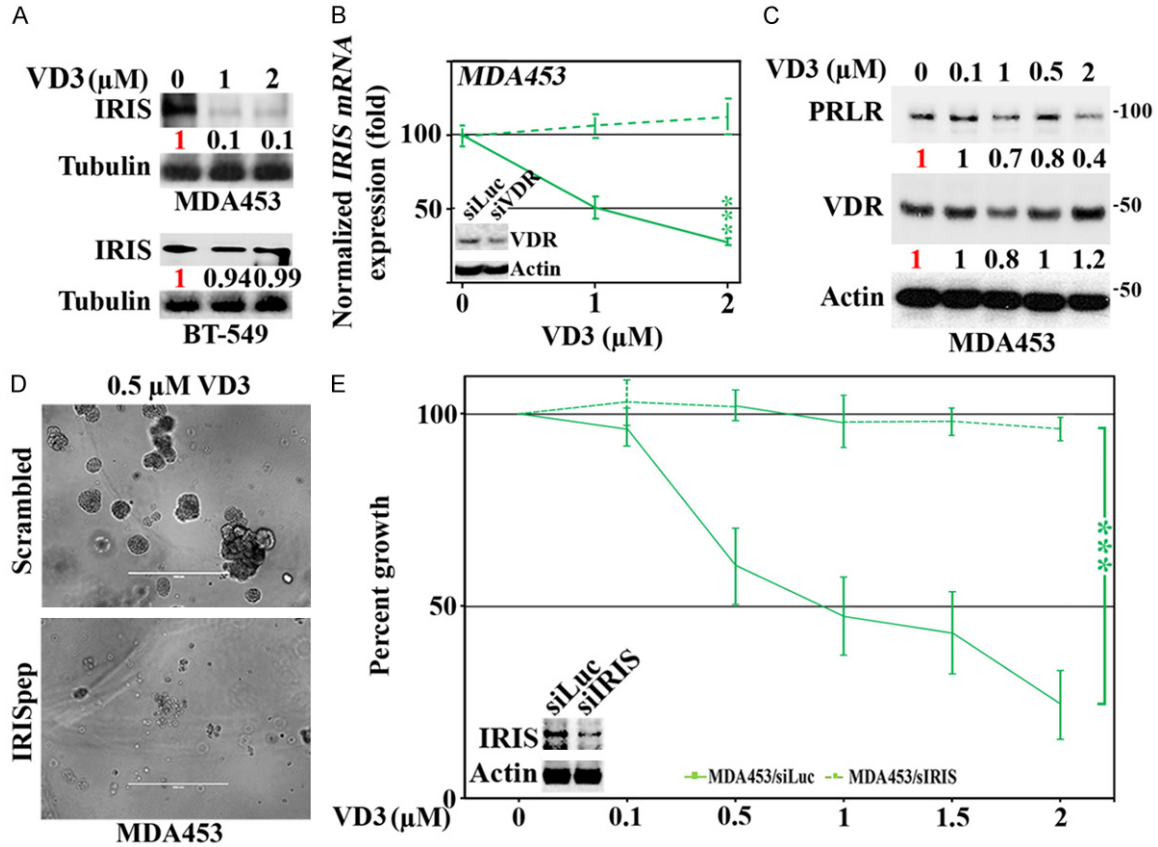 A
VD3 (µM)
0 1 2
IRIS
1 0.1 0.1
Tubulin
MDA453
IRIS
1 0.94 0.99
Tubulin
BT-549
B
Normalized IRIS mRNA
expression (fold)
MDA453
100
50
siLuc
siVDR
VDR
Actin
***
0 1 2
VD3 (µM)
C
VD3 (µM) 0 0.1 1 0.5 2
PRLR
-100
1 1 0.7 0.8 0.4
VDR
-50
1 1 0.8 1 1.2
Actin
-50
MDA453
D
0.5 µM VD3
Scrambled
IRISpep
MDA453
E
Percent growth
100
50
0
***
siLuc
siIRIS
IRIS
Actin
MDA453/siLuc MDA453/sIRIS
VD3 (µM) 0 0.1 0.5 1 1.5 2